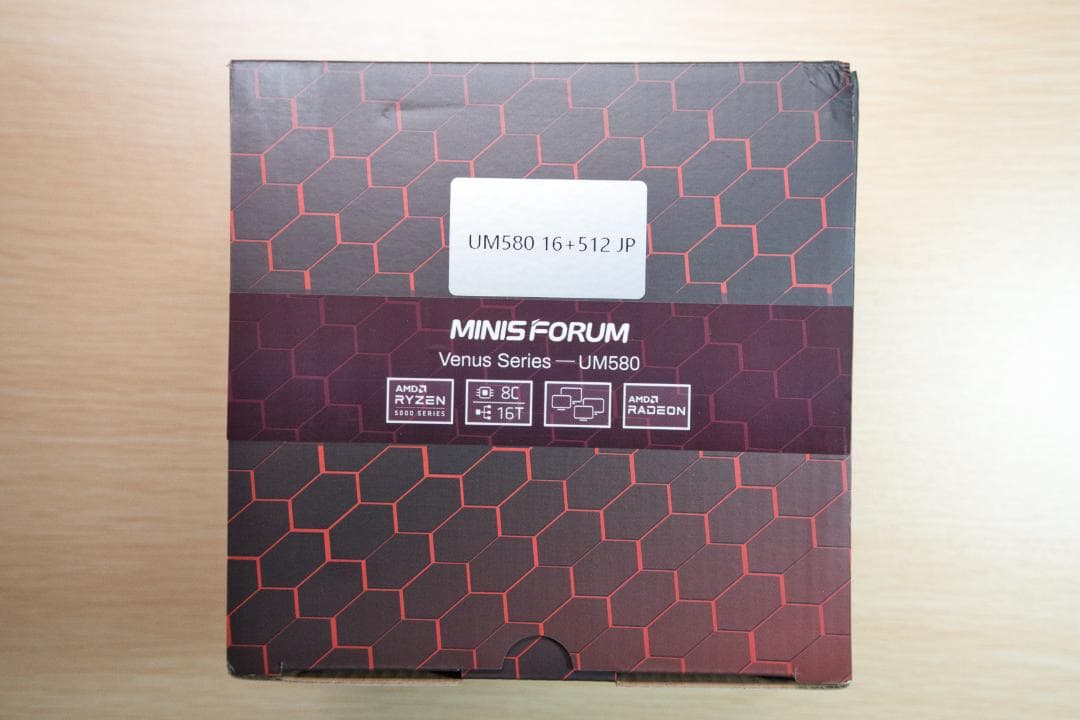 UM580 16+512 JP
MINISFORUM
Venus Series — UM580
AMD
RYZEN
5000 SERIES
8C
16T
AMD
RADEON